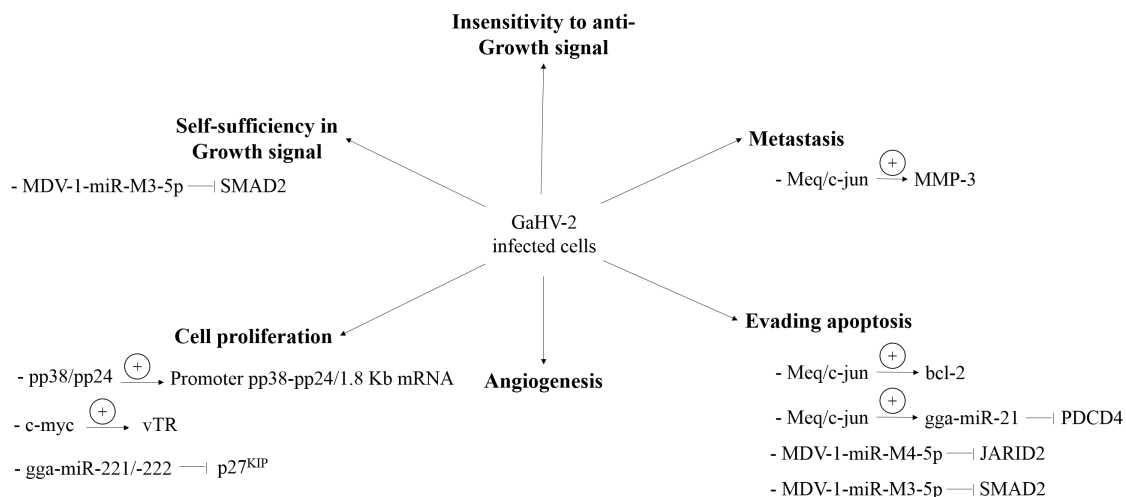 Insensitivity to anti-
Growth signal
Self-sufficiency in
Growth signal
- MDV-1-miR-M3-5p SMAD2
Metastasis
- Meq/c-jun + MMP-3
GaHV-2
infected cells
Cell proliferation
- pp38/pp24 + Promoter pp38-pp24/1.8 Kb mRNA
- c-myc + vTR
- gga-miR-221/-222 p27KIP
Angiogenesis
Evading apoptosis
- Meq/c-jun + bcl-2
- Meq/c-jun + gga-miR-21 PDCD4
- MDV-1-miR-M4-5p JARID2
- MDV-1-miR-M3-5p SMAD2